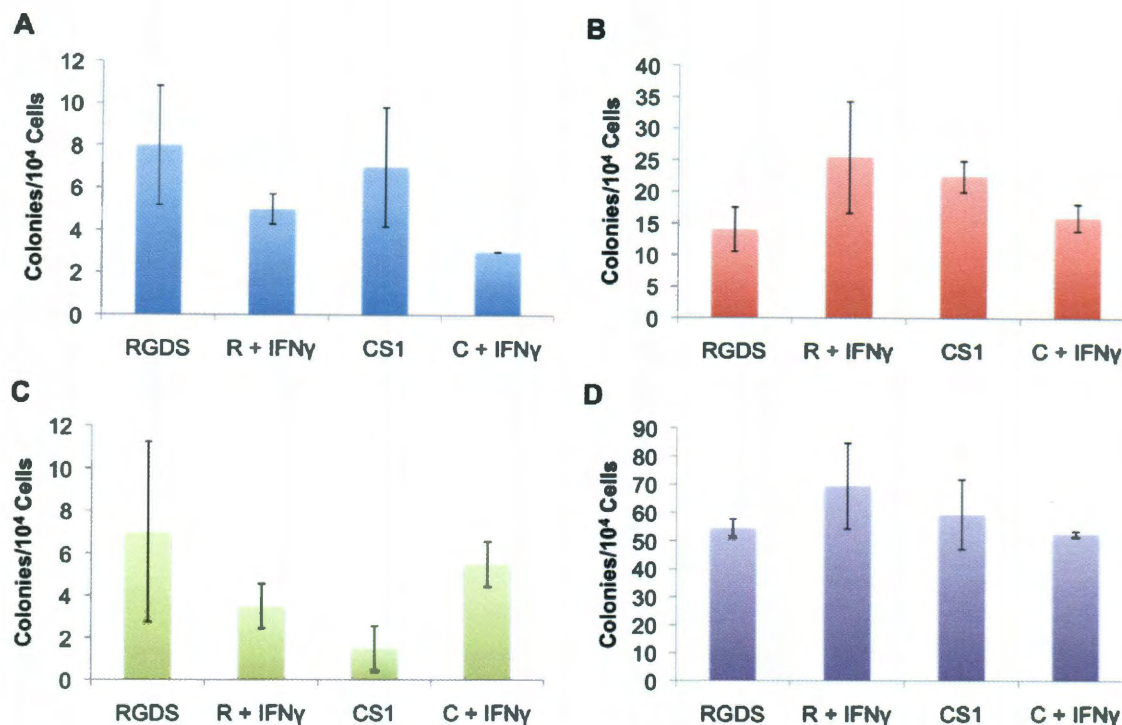 A
Colonies/10⁴ Cells
12
10
8
6
4
2
0
RGDS R + IFNγ CS1 C + IFNγ
B
Colonies/10⁴ Cells
40
35
30
25
20
15
10
5
0
RGDS R + IFNγ CS1 C + IFNγ
C
Colonies/10⁴ Cells
12
10
8
6
4
2
0
RGDS R + IFNγ CS1 C + IFNγ
D
Colonies/10⁴ Cells
90
80
70
60
50
40
30
20
10
0
RGDS R + IFNγ CS1 C + IFNγ